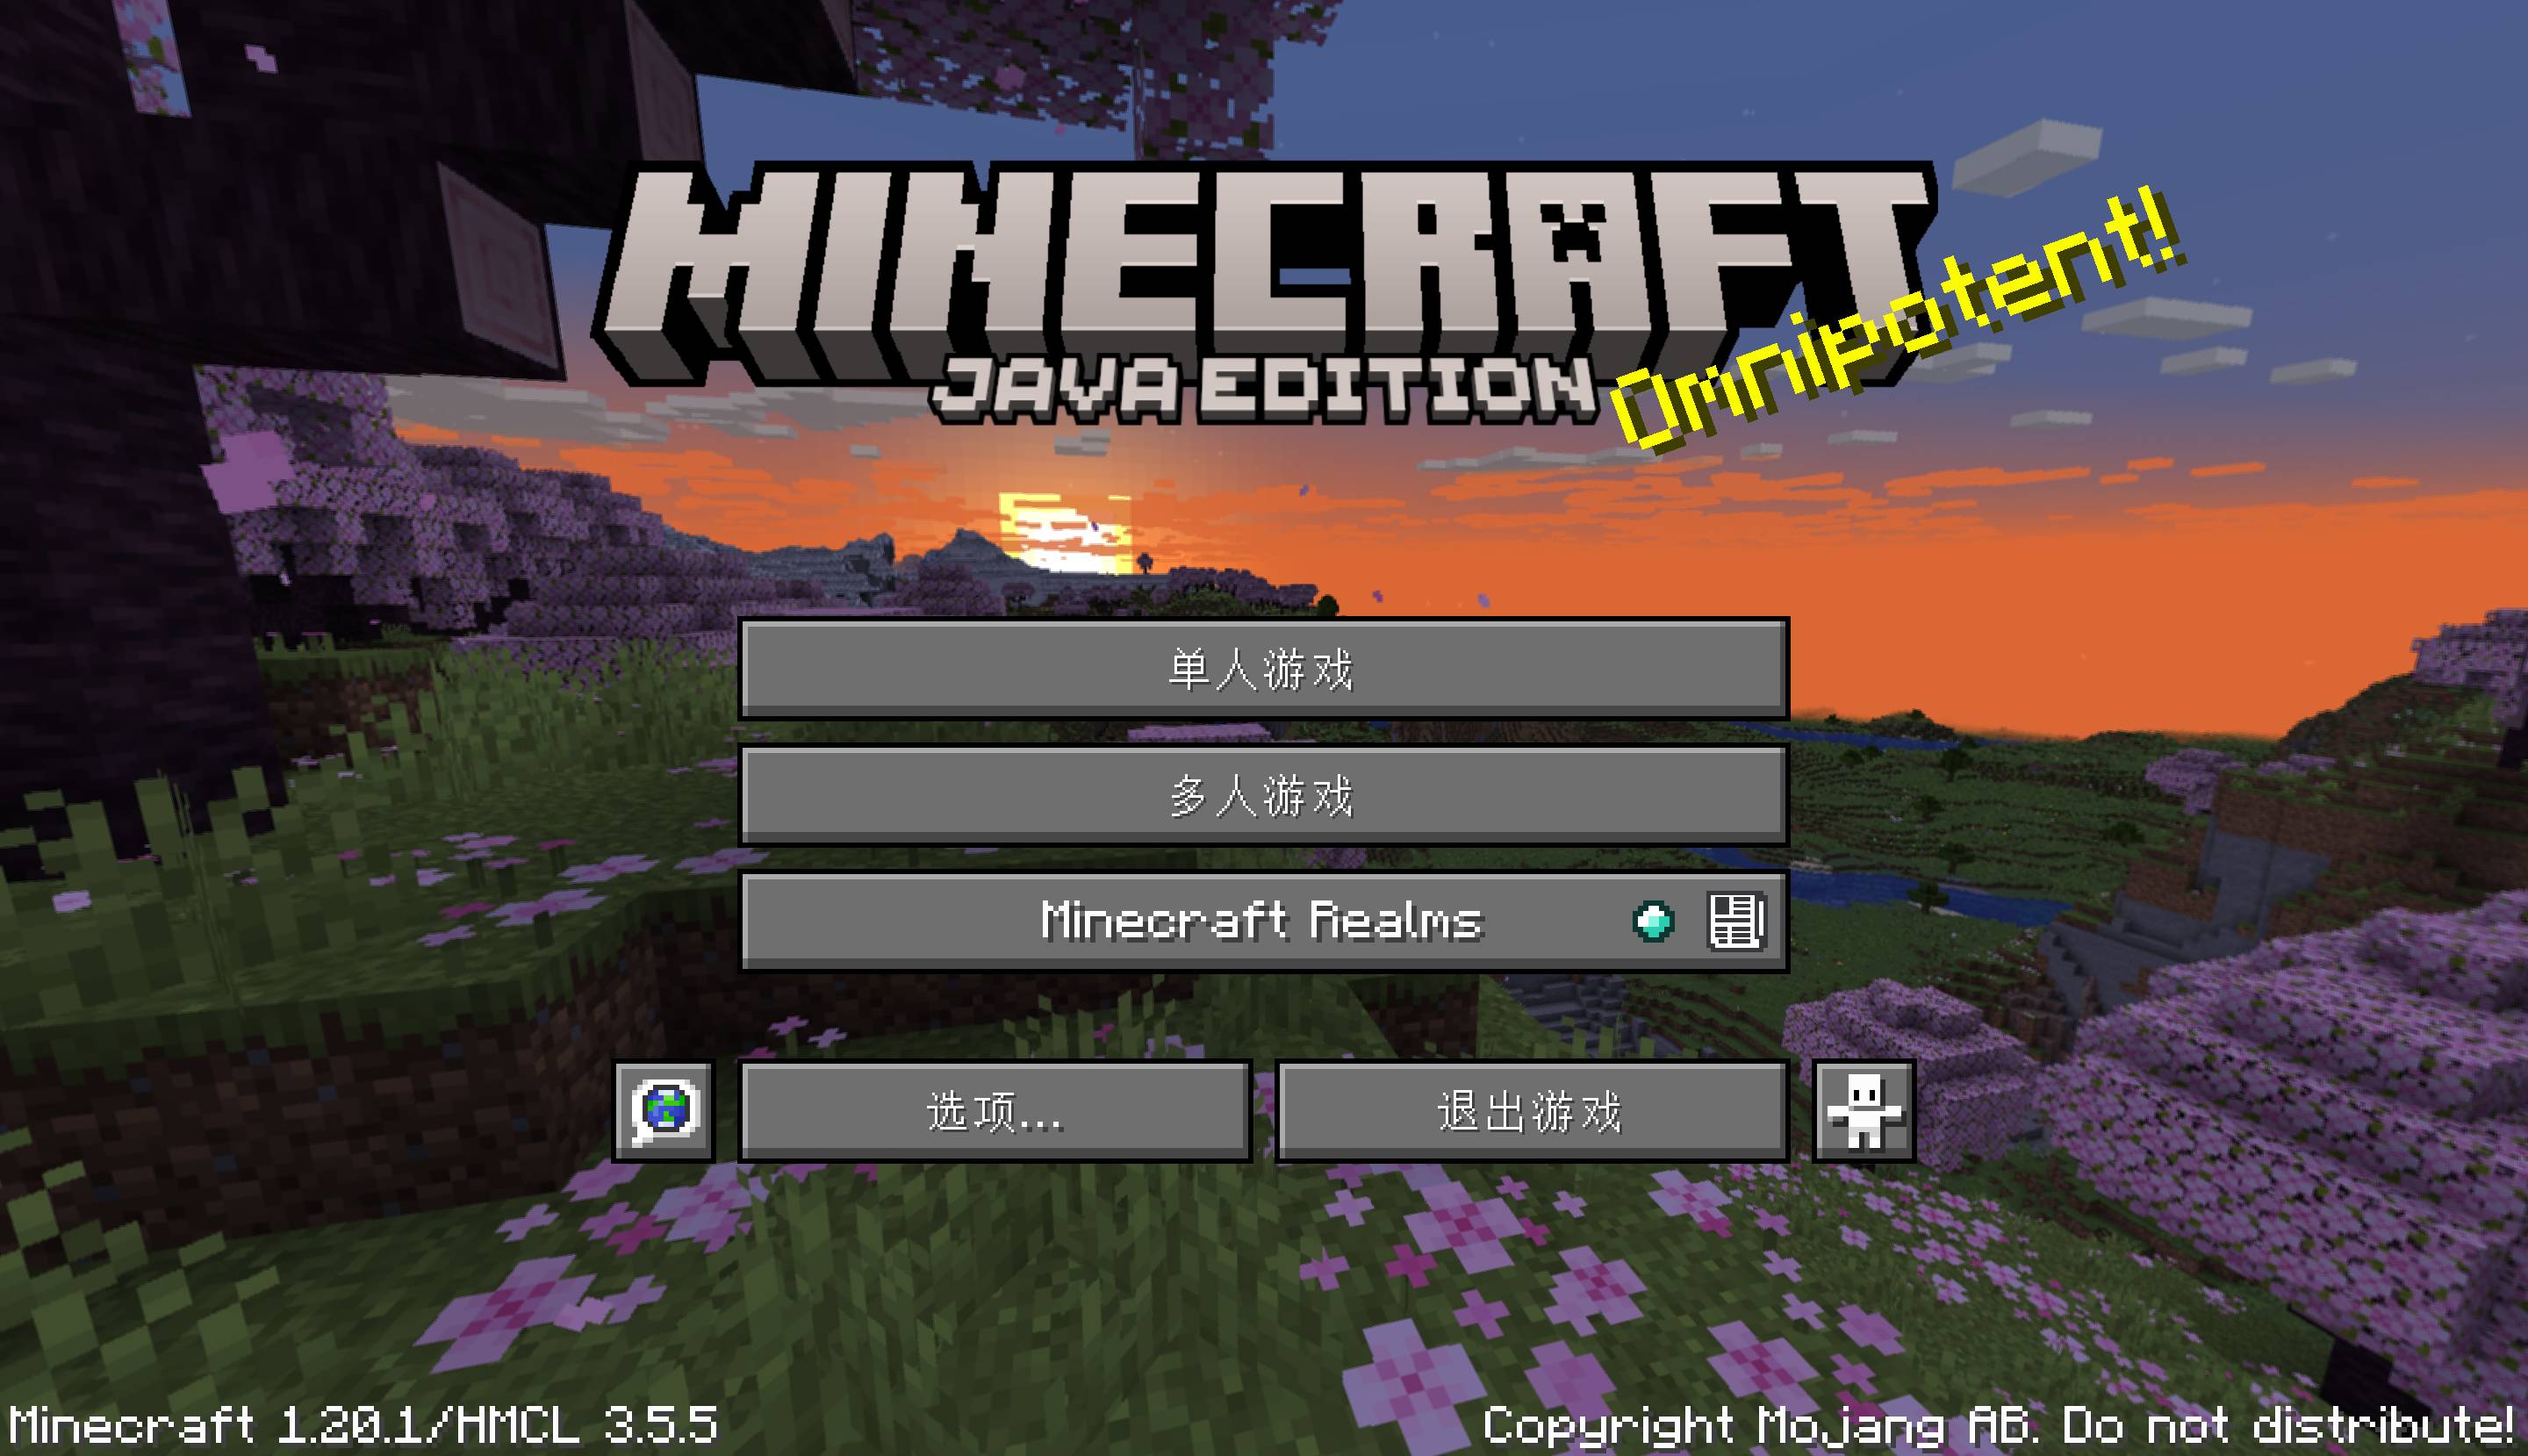 MINECRAFT
JAVA EDITION
Omnipotent!
单人游戏
多人游戏
Minecraft Realms
选项...
退出游戏
Minecraft 1.20.1/HMCL 3.5.5
Copyright Mojang AB. Do not distribute!